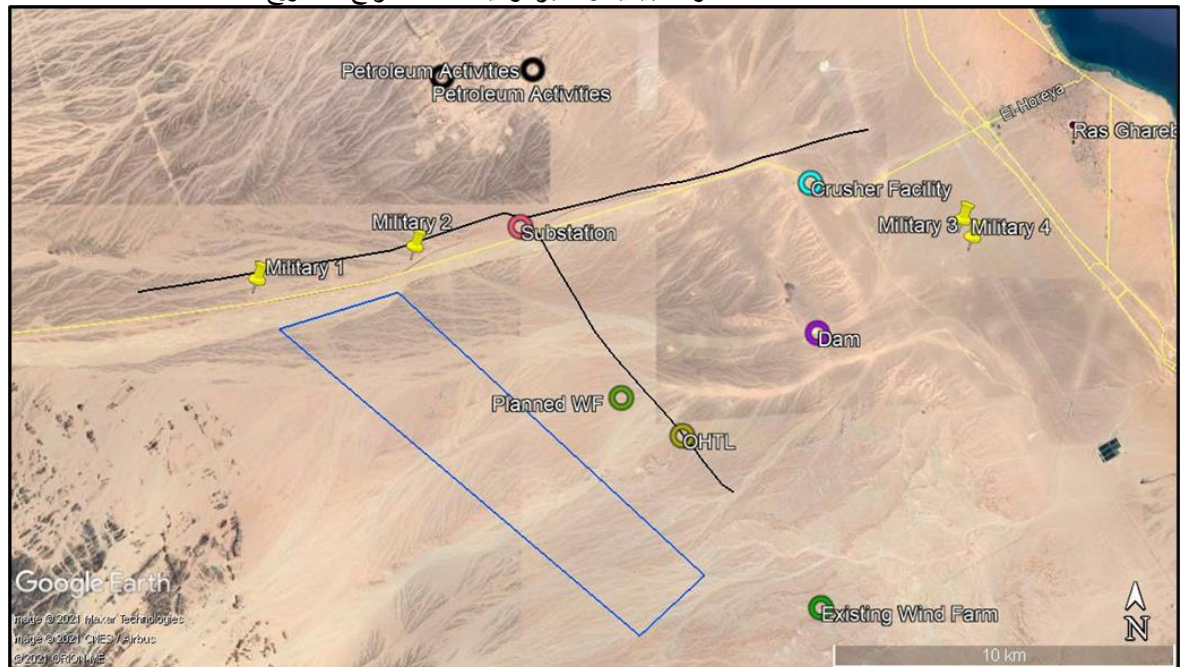 Petroleum Activities
Petroleum Activities
El-Horeya
Ras Ghareb
Crusher Facility
Military 2
Substation
Military 3
Military 4
Military 1
Dam
Planned WF
OHTL
Google Earth
Existing Wind Farm
Image © 2021 Maxar Technologies
Image © 2021 CNES / Airbus
© 2021 ORION-ME
N
10 km